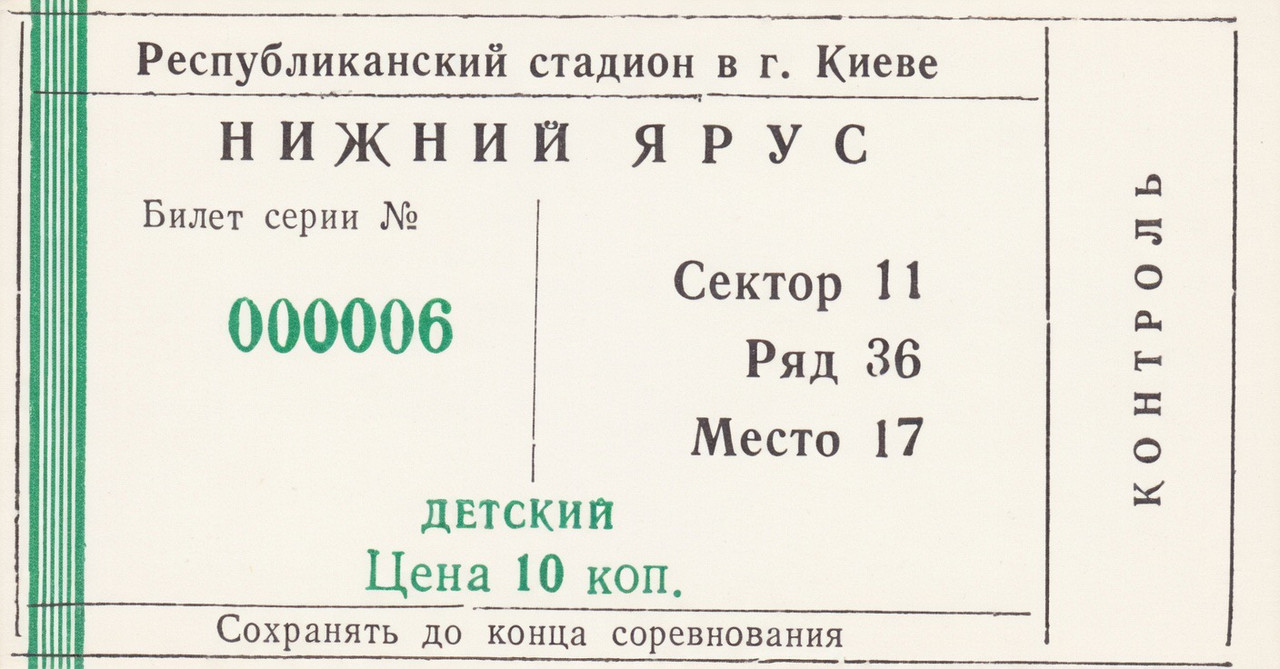 Республиканский стадион в г. Киеве
НИЖНИЙ ЯРУС
Билет серии №
000006
Сектор 11
Ряд 36
Место 17
ДЕТСКИЙ
Цена 10 коп.
Сохранять до конца соревнования
КОНТРОЛЬ